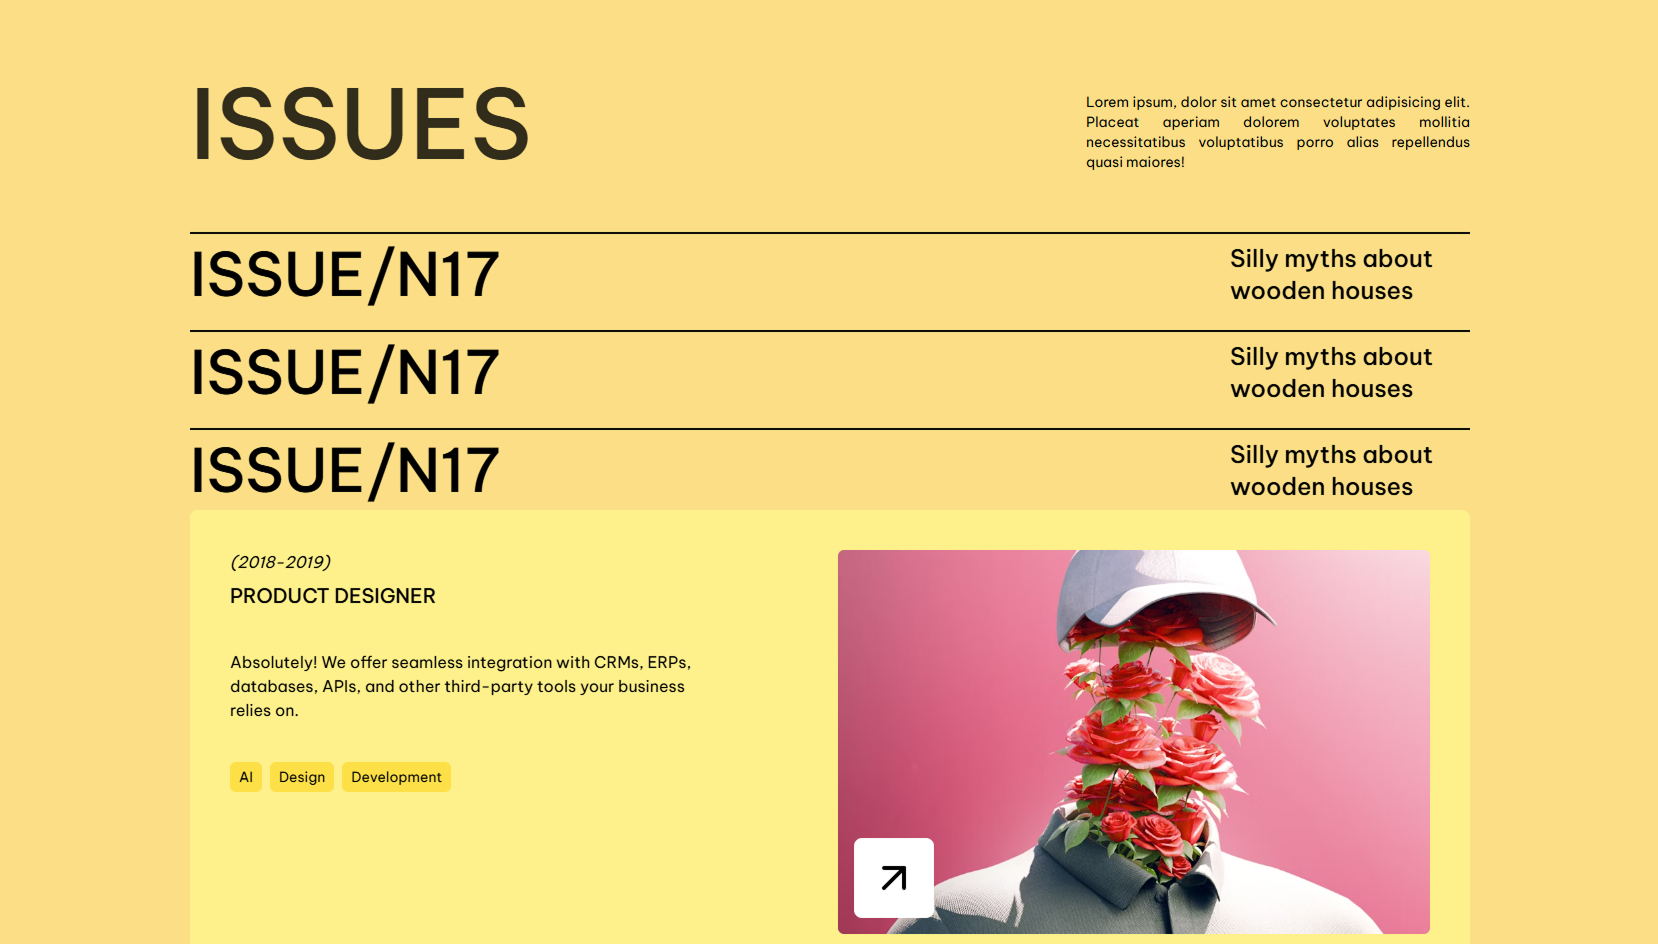 ISSUES
Lorem ipsum, dolor sit amet consectetur adipisicing elit.
Placeat aperiam dolorem voluptates mollitia
necessitatibus voluptatibus porro alias repellendus
quasi maiores!
ISSUE/N17
Silly myths about
wooden houses
ISSUE/N17
Silly myths about
wooden houses
ISSUE/N17
Silly myths about
wooden houses
(2018-2019)
PRODUCT DESIGNER
Absolutely! We offer seamless integration with CRMs, ERPs,
databases, APIs, and other third-party tools your business
relies on.
AI Design Development